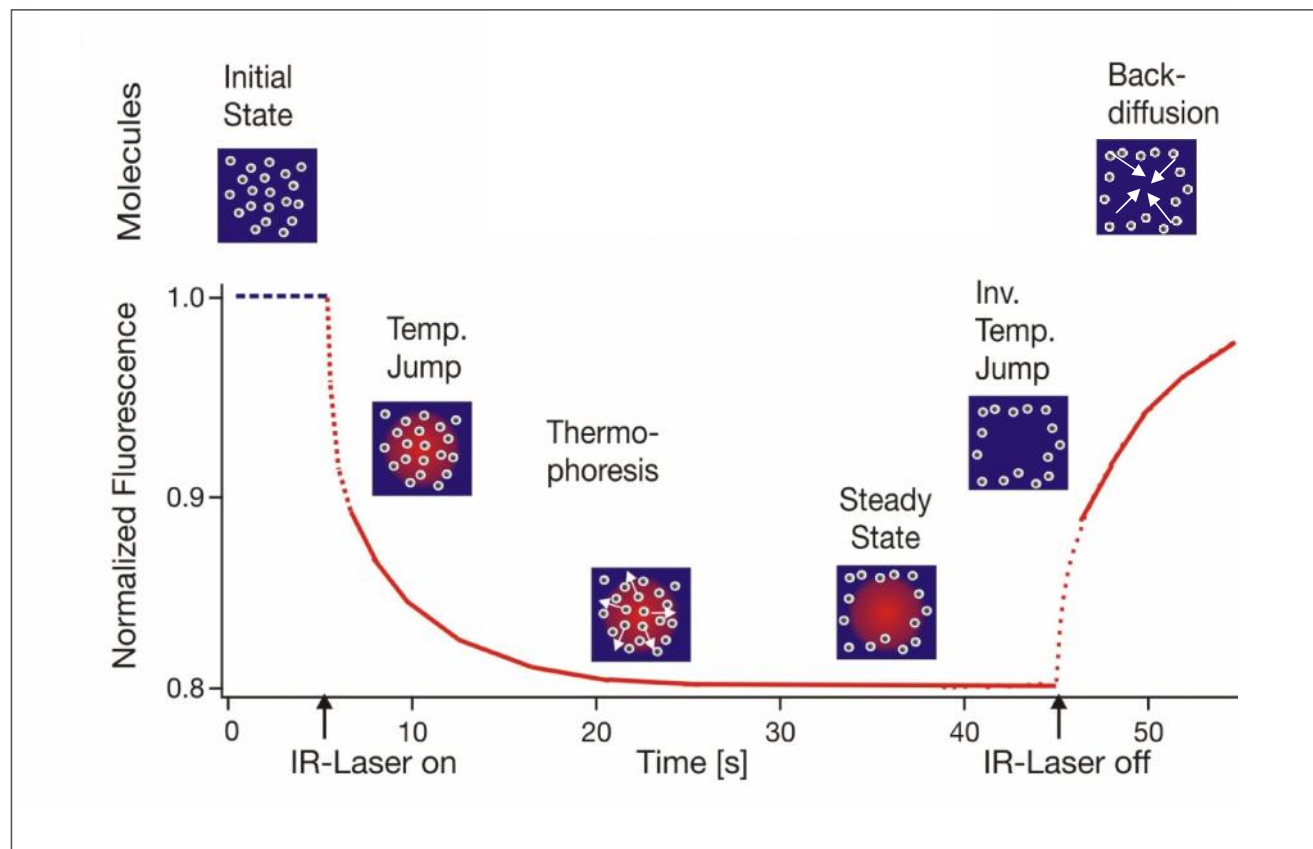 Molecules
Initial
State
Back-
diffusion
Normalized Fluorescence
1.0
0.9
0.8
Temp.
Jump
Thermo-
phoresis
Steady
State
Inv.
Temp.
Jump
0
10
20
30
40
50
IR-Laser on
Time [s]
IR-Laser off